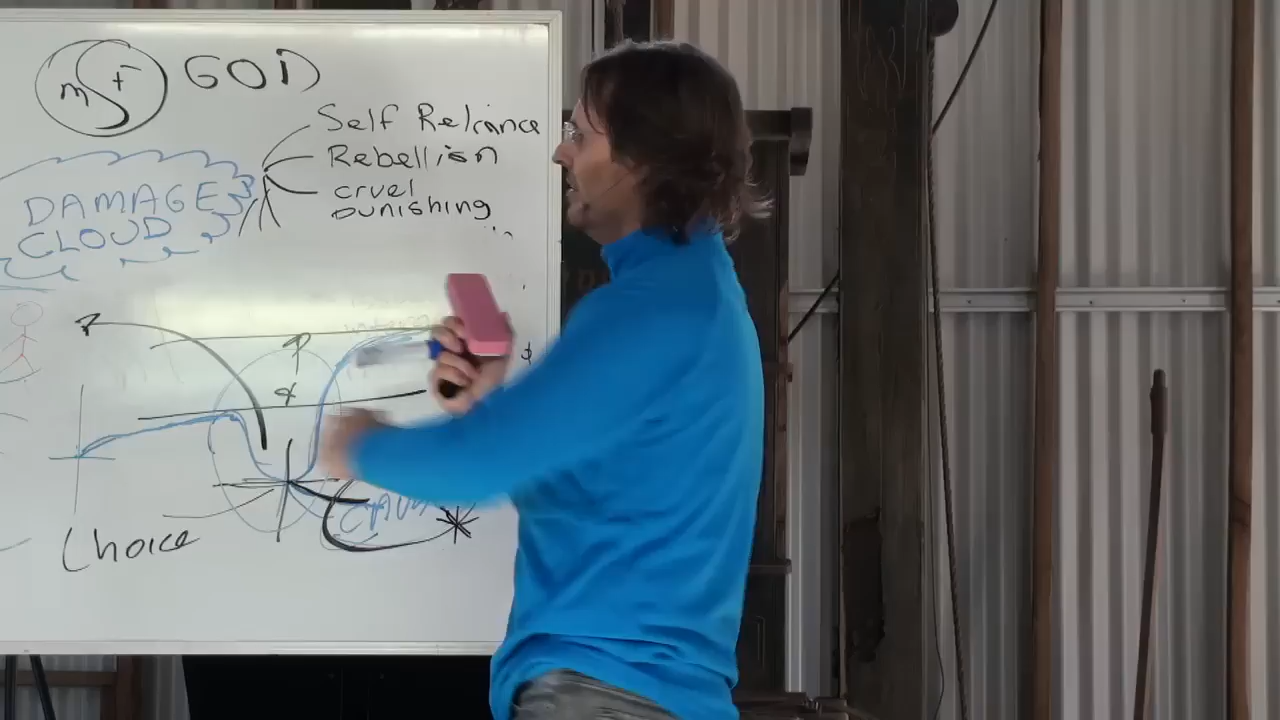 m f GOD
Self Reliance
Rebellion
cruel
punishing
DAMAGE
CLOUD
Choice